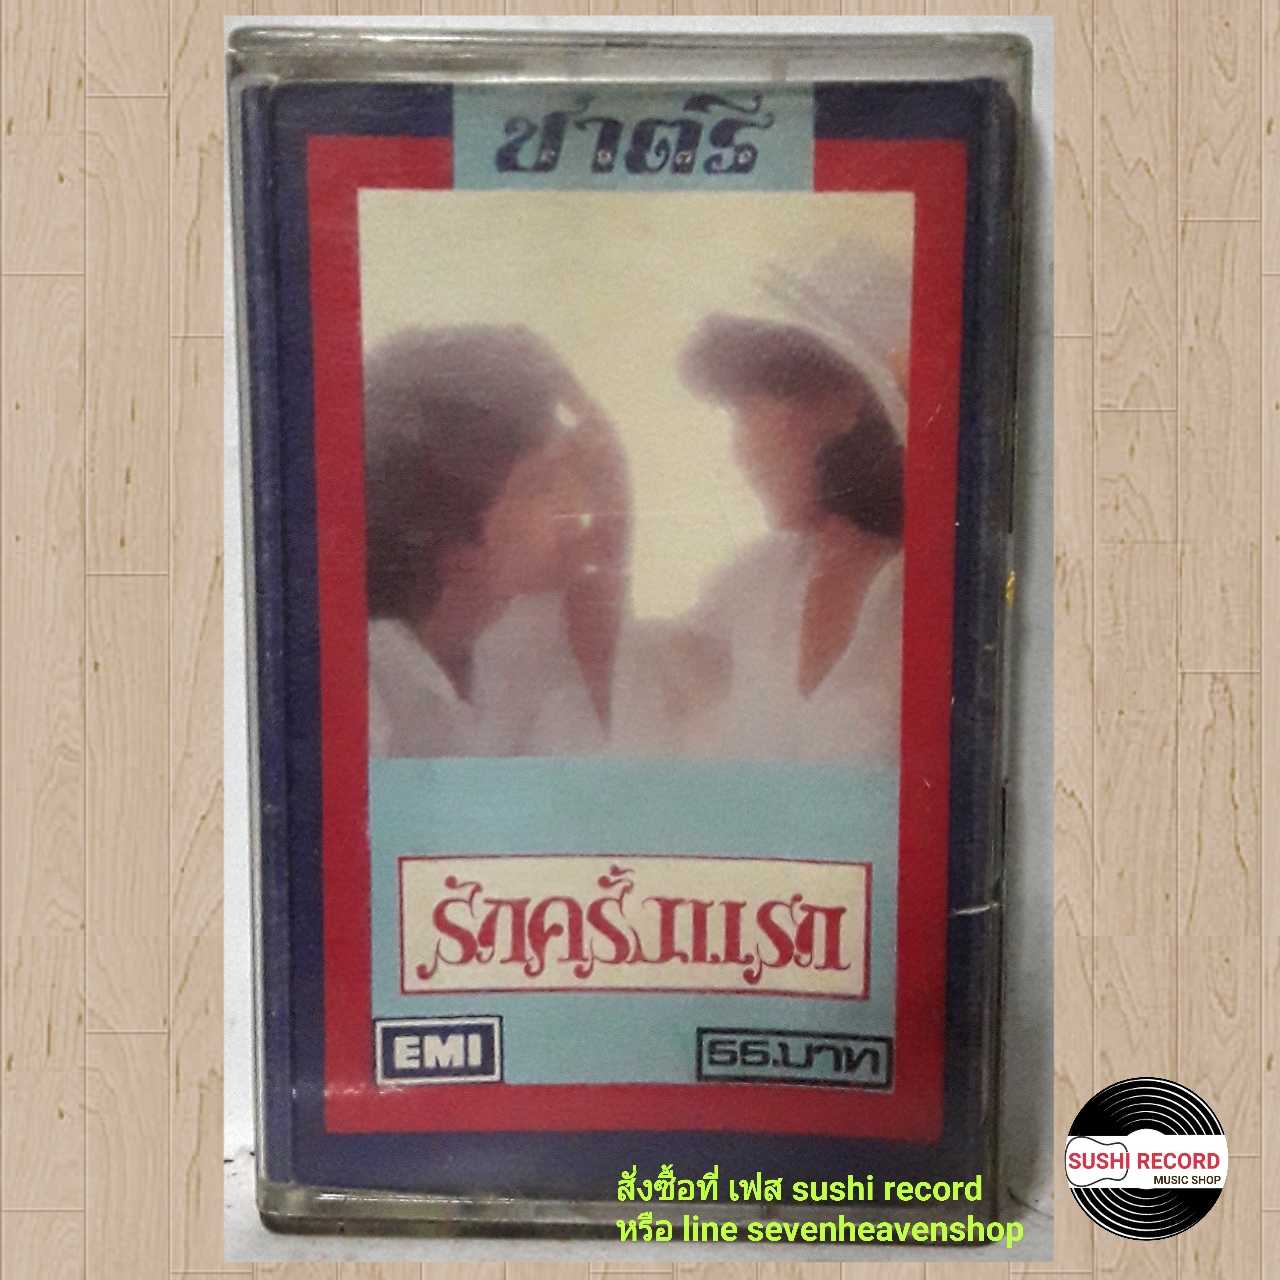 ชาตรี
รักครั้งแรก
EMI
55.บาท
SUSHI RECORD
MUSIC SHOP
สั่งซื้อที่ เฟส sushi record
หรือ line sevenheavenshop